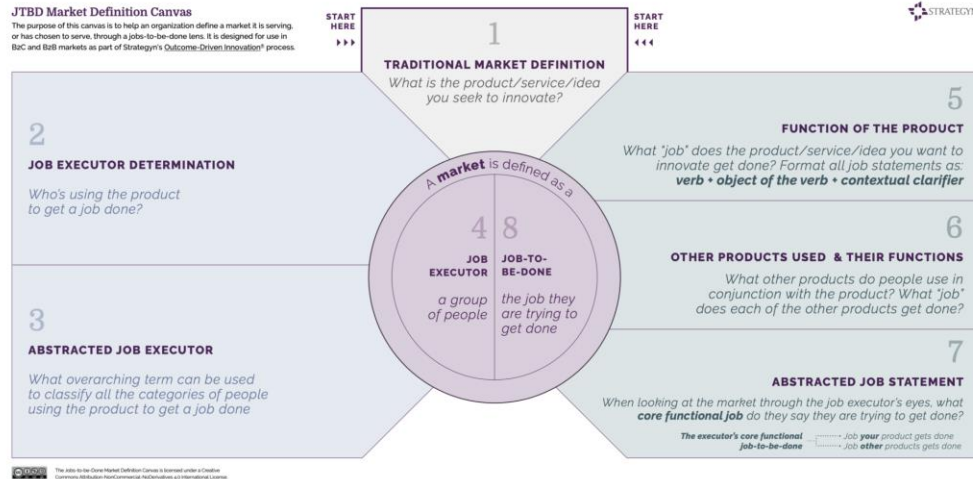 JTBD Market Definition Canvas
The purpose of this canvas is to help an organization define a market it is serving,
or has chosen to serve, through a jobs-to-be-done lens. It is designed for use in
B2C and B2B markets as part of Strategyn's Outcome-Driven Innovation® process.
START
HERE
START
HERE
STRATEGYN
1
TRADITIONAL MARKET DEFINITION
What is the product/service/idea
you seek to innovate?
2
JOB EXECUTOR DETERMINATION
Who's using the product
to get a job done?
3
ABSTRACTED JOB EXECUTOR
What overarching term can be used
to classify all the categories of people
using the product to get a job done
A market is defined as a
4
JOB
EXECUTOR
a group
of people
8
JOB-TO-
BE-DONE
the job they
are trying to
get done
5
FUNCTION OF THE PRODUCT
What "job" does the product/service/idea you want to
innovate get done? Format all job statements as:
verb + object of the verb + contextual clarifier
6
OTHER PRODUCTS USED & THEIR FUNCTIONS
What other products do people use in
conjunction with the product? What "job"
does each of the other products get done?
7
ABSTRACTED JOB STATEMENT
When looking at the market through the job executor's eyes, what
core functional job do they say they are trying to get done?
The executor's core functional
job-to-be-done
Job your product gets done
Job other products gets done
The Jobs-to-be-Done Market Definition Canvas is licensed under a Creative
Commons Attribution-NonCommercial-NoDerivatives 4.0 International License.